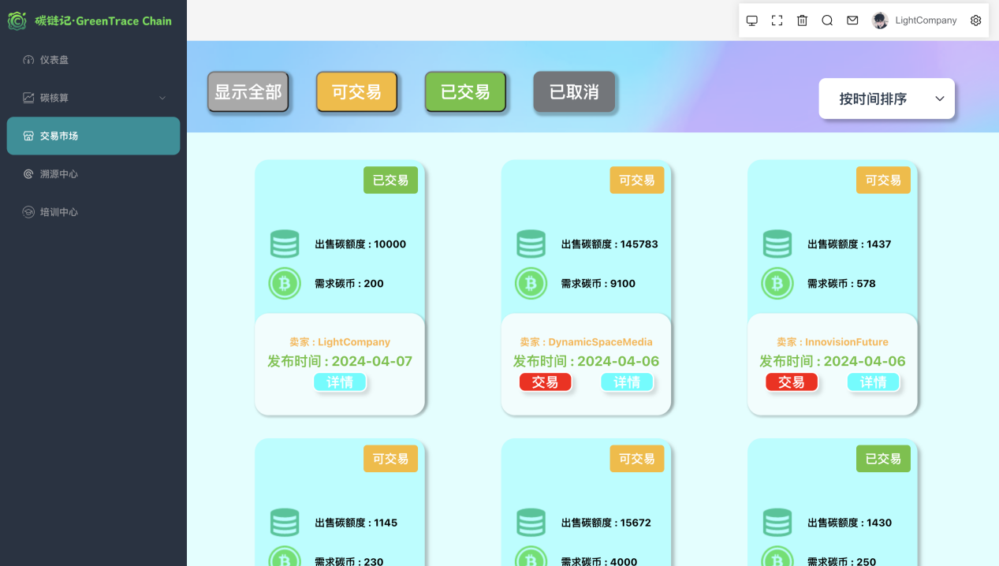 碳链记·GreenTrace Chain
LightCompany
仪表盘
碳核算
交易市场
溯源中心
培训中心
显示全部
可交易
已交易
已取消
按时间排序
已交易
出售碳额度 : 10000
需求碳币 : 200
卖家 : LightCompany
发布时间 : 2024-04-07
详情
可交易
出售碳额度 : 145783
需求碳币 : 9100
卖家 : DynamicSpaceMedia
发布时间 : 2024-04-06
交易 详情
可交易
出售碳额度 : 1437
需求碳币 : 578
卖家 : InnovisionFuture
发布时间 : 2024-04-06
交易 详情
可交易
出售碳额度 : 1145
需求碳币 : 230
可交易
出售碳额度 : 15672
需求碳币 : 4000
已交易
出售碳额度 : 1430
需求碳币 : 250